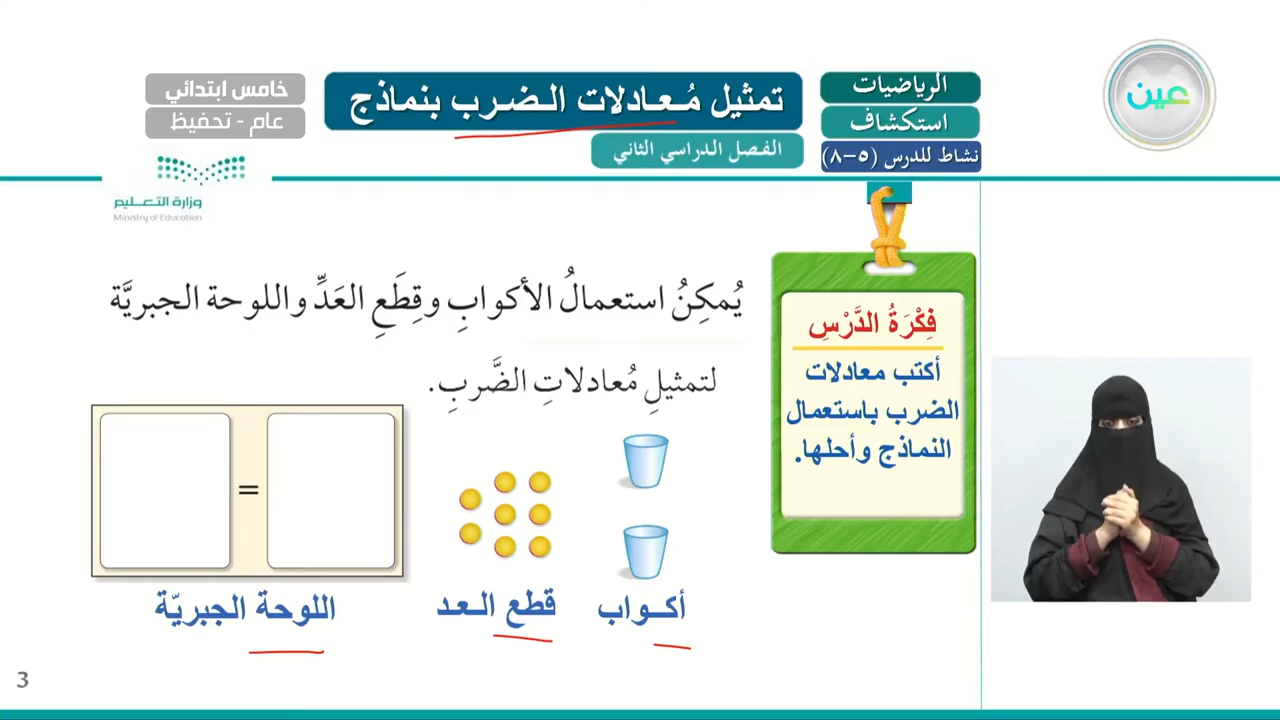 عين
الرياضيات
استكشاف
نشاط للدرس (٥-٨)
تمثيل مُعادلات الضرب بنماذج
الفصل الدراسي الثاني
خامس ابتدائي
عام - تحفيظ
وزارة التعليم
Ministry of Education
فِكْرَةُ الدَّرْسِ
أكتب معادلات
الضرب باستعمال
النماذج وأحلها.
يُمكِنُ استعمالُ الأكوابِ وقِطَعِ العَدِّ واللوحة الجبريَّة
لتمثيلِ مُعادلاتِ الضَّربِ.
=
أكواب
قطع العد
اللوحة الجبريّة
3